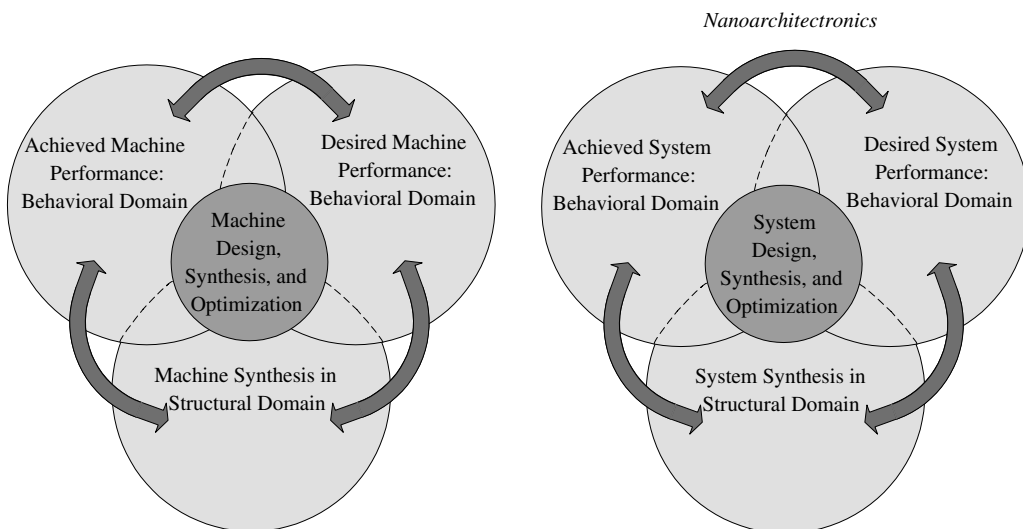 Nanoarchitectronics
Achieved Machine
Performance:
Behavioral Domain
Desired Machine
Performance:
Behavioral Domain
Machine
Design,
Synthesis, and
Optimization
Machine Synthesis in
Structural Domain
Achieved System
Performance:
Behavioral Domain
Desired System
Performance:
Behavioral Domain
System
Design,
Synthesis, and
Optimization
System Synthesis in
Structural Domain